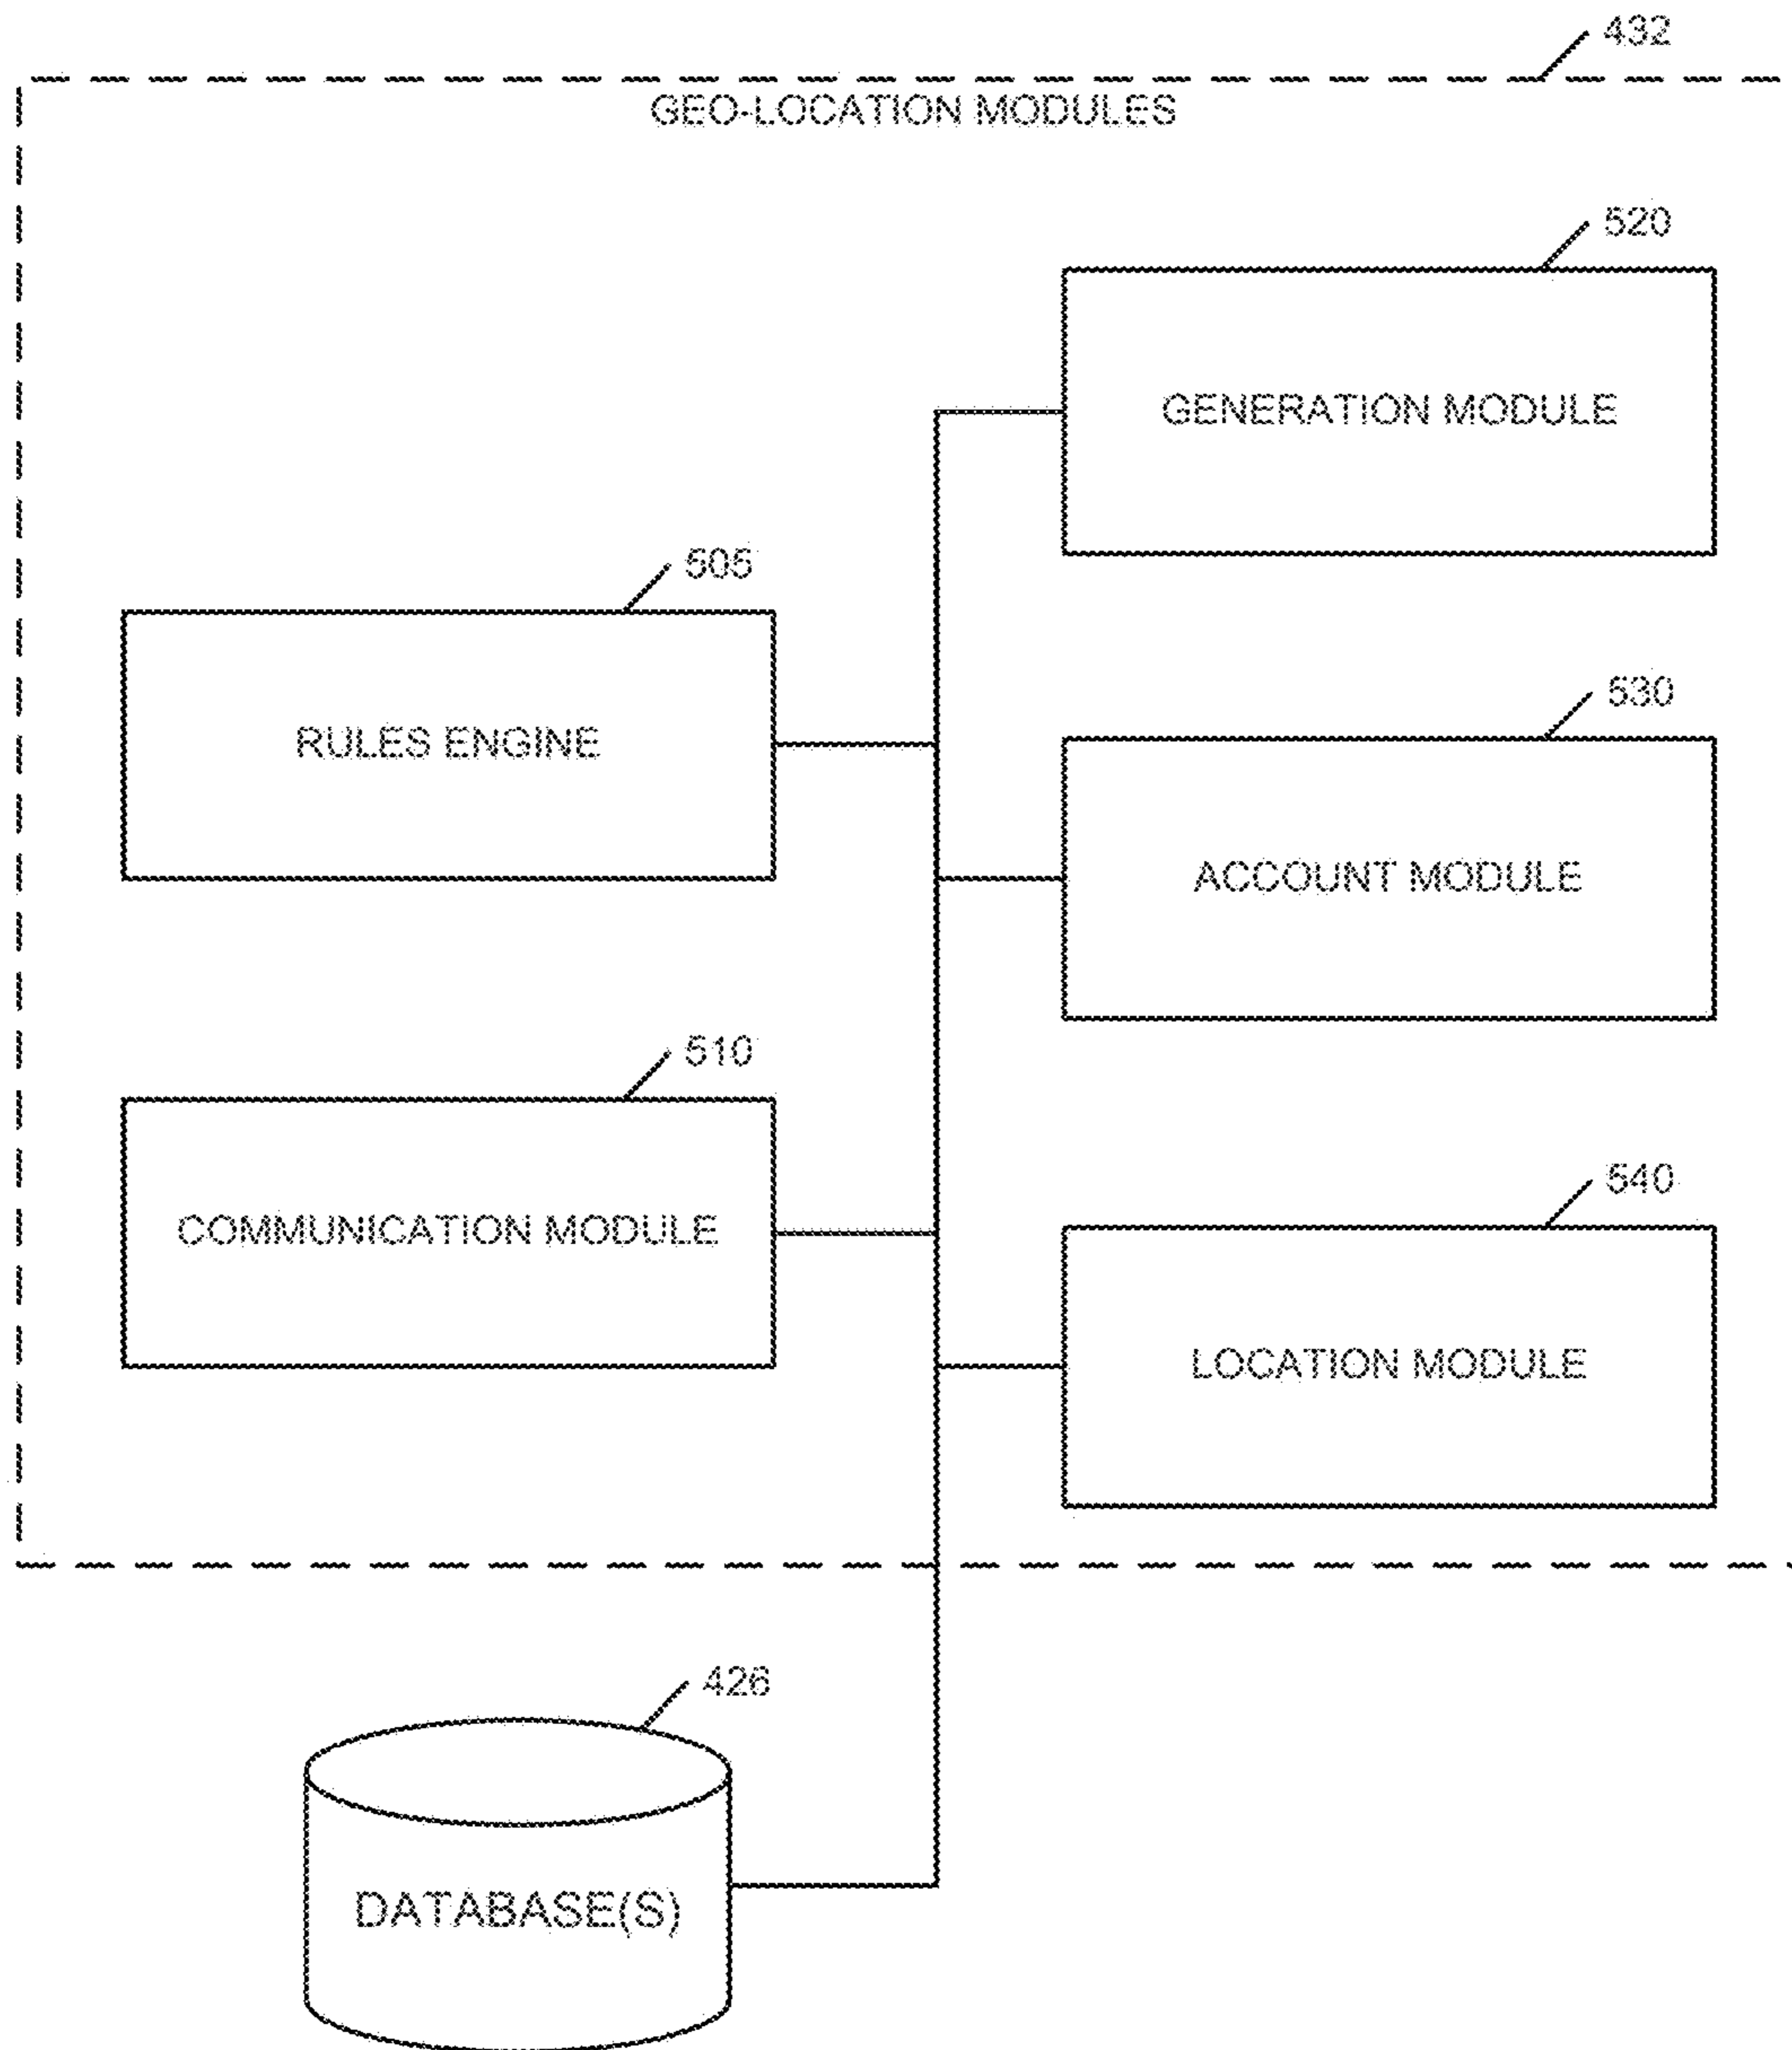 432
GEO-LOCATION MODULES
520
GENERATION MODULE
505
RULES ENGINE
530
ACCOUNT MODULE
510
COMMUNICATION MODULE
540
LOCATION MODULE
426
DATABASE(S)